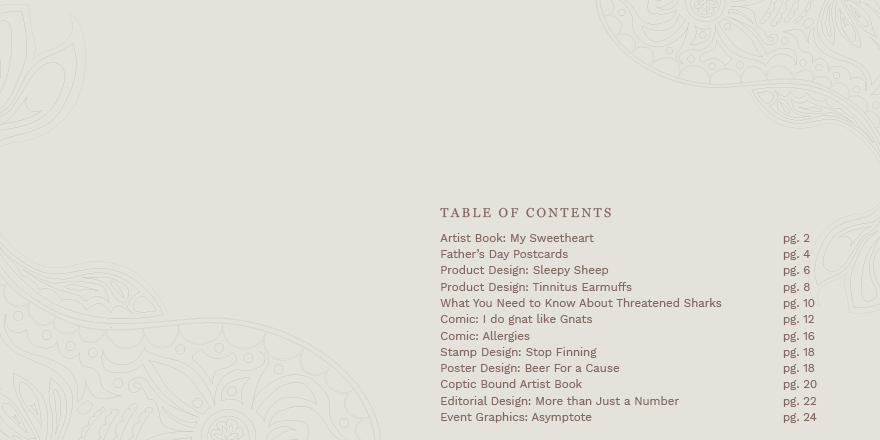 TABLE OF CONTENTS
Artist Book: My Sweetheart pg. 2
Father’s Day Postcards pg. 4
Product Design: Sleepy Sheep pg. 6
Product Design: Tinnitus Earmuffs pg. 8
What You Need to Know About Threatened Sharks pg. 10
Comic: I do gnat like Gnats pg. 12
Comic: Allergies pg. 16
Stamp Design: Stop Finning pg. 18
Poster Design: Beer For a Cause pg. 18
Coptic Bound Artist Book pg. 20
Editorial Design: More than Just a Number pg. 22
Event Graphics: Asymptote pg. 24